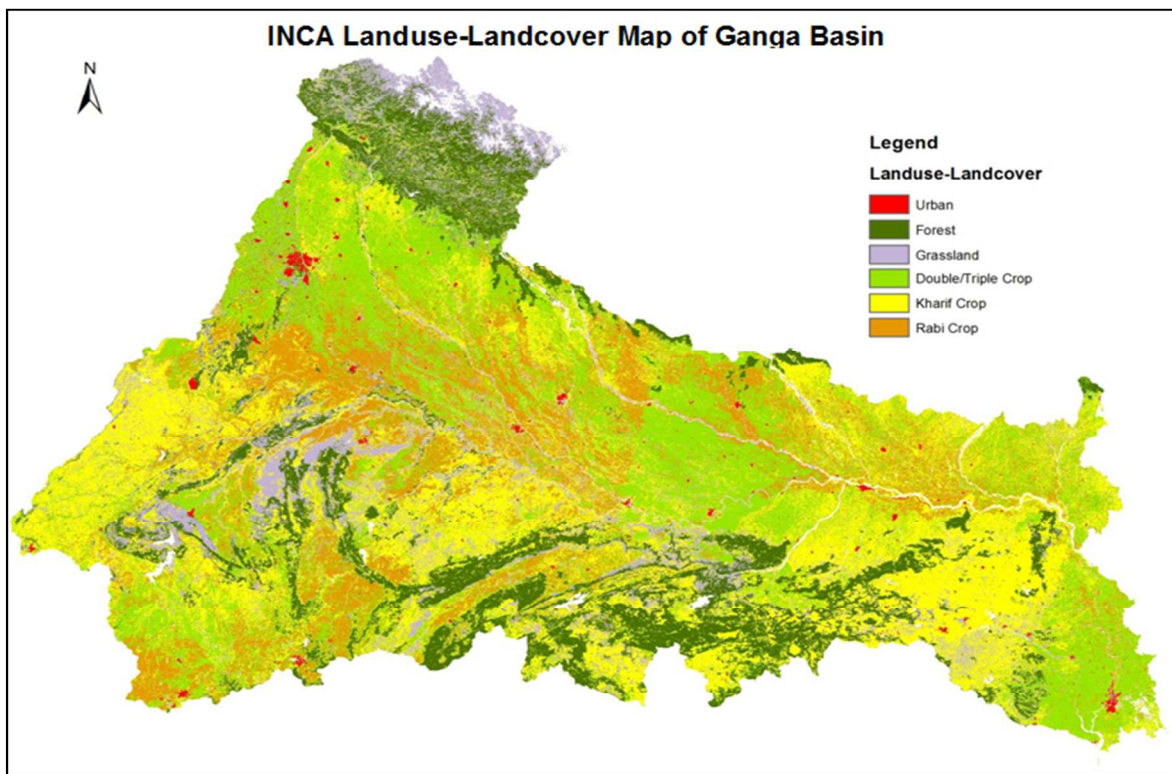 INCA Landuse-Landcover Map of Ganga Basin
N
Legend
Landuse-Landcover
Urban
Forest
Grassland
Double/Triple Crop
Kharif Crop
Rabi Crop